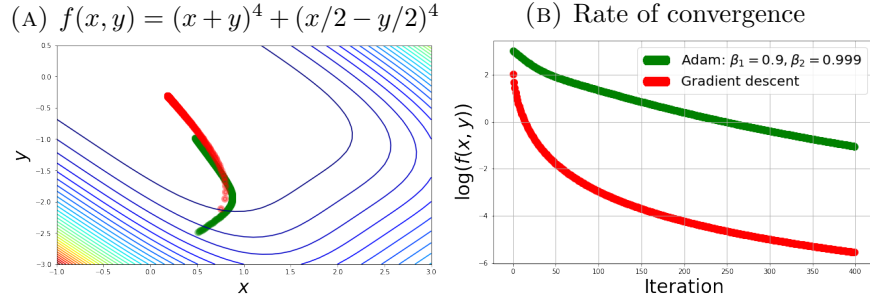 (A) f(x, y) = (x + y)⁴ + (x/2 − y/2)⁴
0.5
0.0
−0.5
−1.0
−1.5
−2.0
−2.5
−3.0
y
−1.0 −0.5 0.0 0.5 1.0 1.5 2.0 2.5 3.0
x
(B) Rate of convergence
Adam: β₁ = 0.9, β₂ = 0.999
Gradient descent
2
0
−2
−4
−6
log(f(x, y))
0 50 100 150 200 250 300 350 400
Iteration